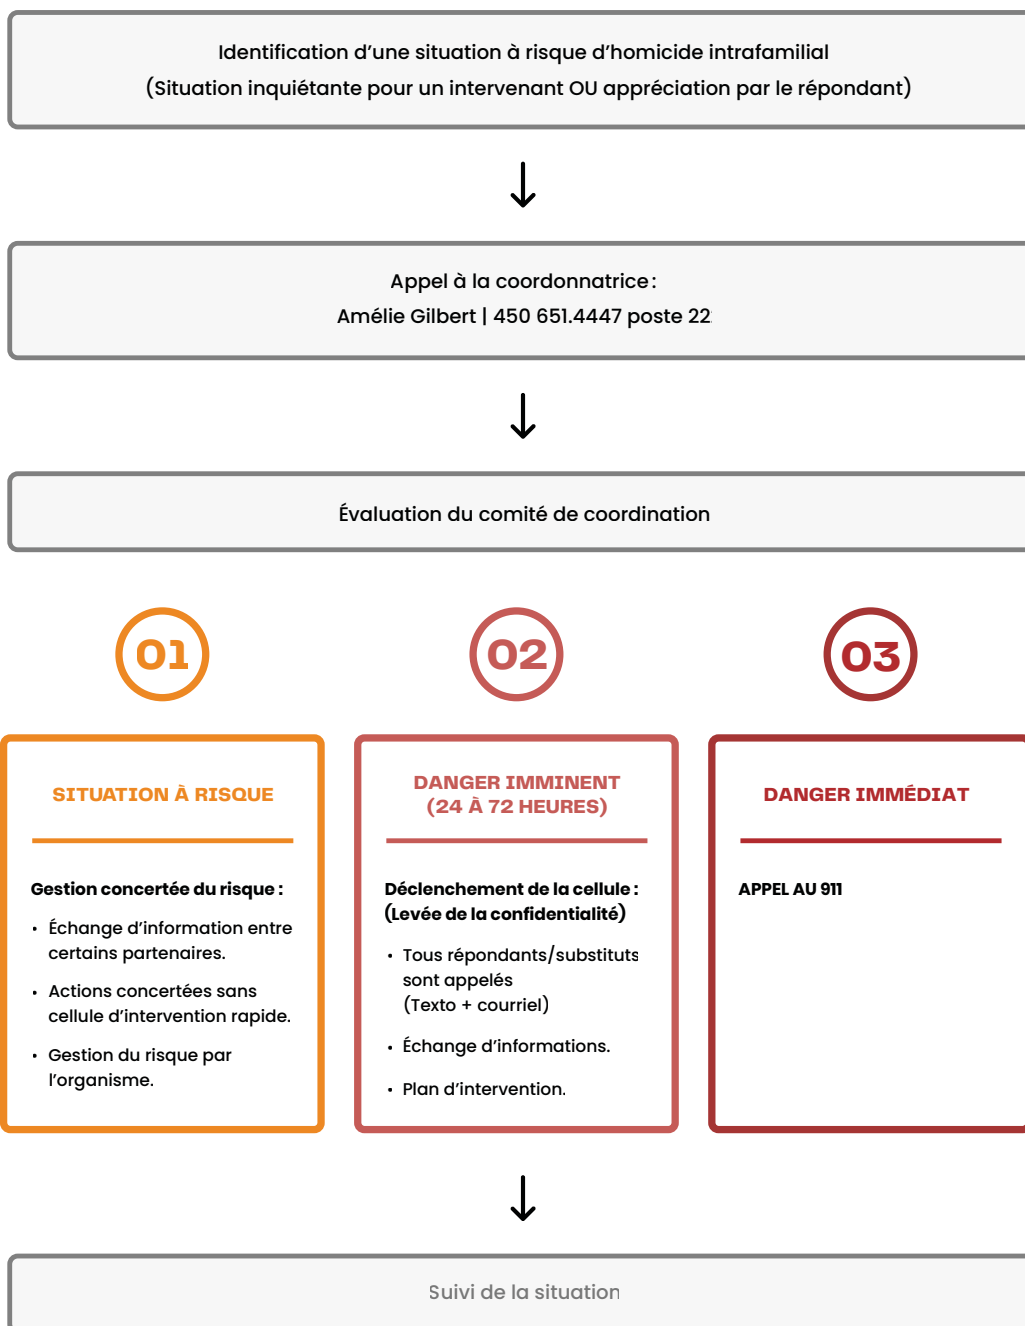 Identification d’une situation à risque d’homicide intrafamilial
(Situation inquiétante pour un intervenant OU appréciation par le répondant)
Appel à la coordonnatrice :
Amélie Gilbert | 450 651.4447 poste 22
Évaluation du comité de coordination
01
02
03
SITUATION À RISQUE
Gestion concertée du risque :
• Échange d’information entre
certains partenaires.
• Actions concertées sans
cellule d’intervention rapide.
• Gestion du risque par
l’organisme.
DANGER IMMINENT
(24 À 72 HEURES)
Déclenchement de la cellule :
(Levée de la confidentialité)
• Tous répondants/substituts
sont appelés
(Texto + courriel)
• Échange d’informations.
• Plan d’intervention.
DANGER IMMÉDIAT
APPEL AU 911
Suivi de la situation